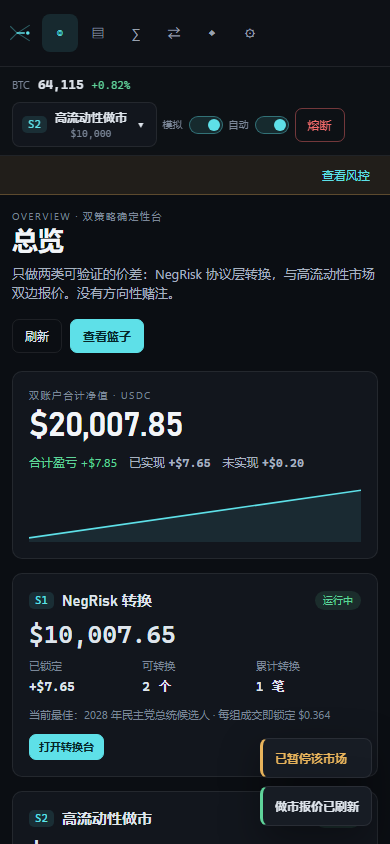 BTC 64,115 +0.82%
S2 高流动性做市 $10,000 ▼ 模拟 自动 熔断
查看风控
OVERVIEW · 双策略确定性台
总览
只做两类可验证的价差：NegRisk 协议层转换，与高流动性市场
双边报价。没有方向性赌注。
刷新 查看篮子
双账户合计净值 · USDC
$20,007.85
合计盈亏 +$7.85 已实现 +$7.65 未实现 +$0.20
S1 NegRisk 转换 运行中
$10,007.65
已锁定 可转换 累计转换
+$7.65 2 个 1 笔
当前最佳：2028 年民主党总统候选人 · 每组成交即锁定 $0.364
打开转换台
已暂停该市场
做市报价已刷新
S2 高流动性做市